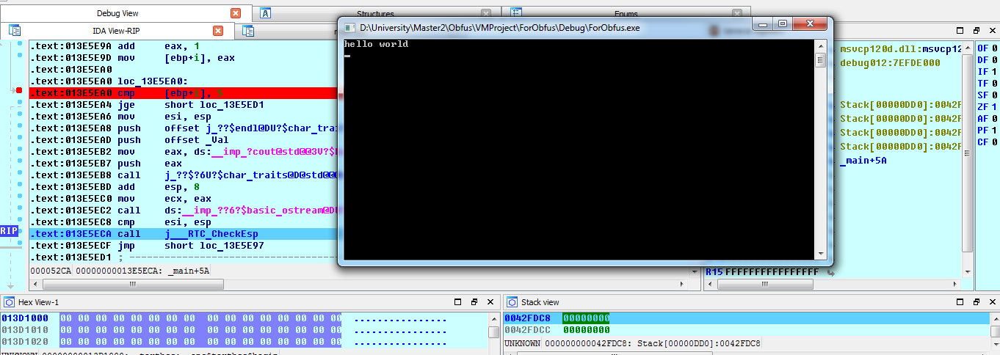 Debug View
Structures
Enums
IDA View-RIP
.text:013E5E9A add eax, 1
.text:013E5E9D mov [ebp+i], eax
.text:013E5EA0
.text:013E5EA0 loc_13E5EA0:
.text:013E5EA0 cmp [ebp+i], 5
.text:013E5EA4 jge short loc_13E5ED1
.text:013E5EA6 mov esi, esp
.text:013E5EA8 push offset j_??$endl@DU?$char_trai
.text:013E5EAD push offset _Val
.text:013E5EB2 mov eax, ds:__imp_?cout@std@@3V?$
.text:013E5EB7 push eax
.text:013E5EB8 call j_??$?6U?$char_traits@D@std@@@
.text:013E5EBD add esp, 8
.text:013E5EC0 mov ecx, eax
.text:013E5EC2 call ds:__imp_??6?$basic_ostream@DU
.text:013E5EC8 cmp esi, esp
RIP
.text:013E5ECA call j___RTC_CheckEsp
.text:013E5ECF jmp short loc_13E5E97
.text:013E5ED1 ; 
000052CA 00000000013E5ECA: _main+5A
D:\University\Master2\Obfus\VMProject\ForObfus\Debug\ForObfus.exe
hello world
msvcp120d.dll:msvcp12
debug012:7EFDE000
Stack[00000DD0]:0042F
Stack[00000DD0]:0042F
Stack[00000DD0]:0042F
Stack[00000DD0]:0042F
_main+5A
R15 FFFFFFFFFFFFFFFF
OF 0
DF 0
IF 1
TF 0
SF 0
ZF 1
AF 0
PF 1
CF 0
Hex View-1
013D1000 00 00 00 00 00 00 00 00 00 00 00 00 00 00 00 00 ................
013D1010 00 00 00 00 00 00 00 00 00 00 00 00 00 00 00 00 ................
013D1020 00 00 00 00 00 00 00 00 00 00 00 00 00 00 00 00 ................
Stack view
0042FDC8 00000000
0042FDCC 00000000
UNKNOWN 000000000042FDC8: Stack[00000DD0]:0042FDC8